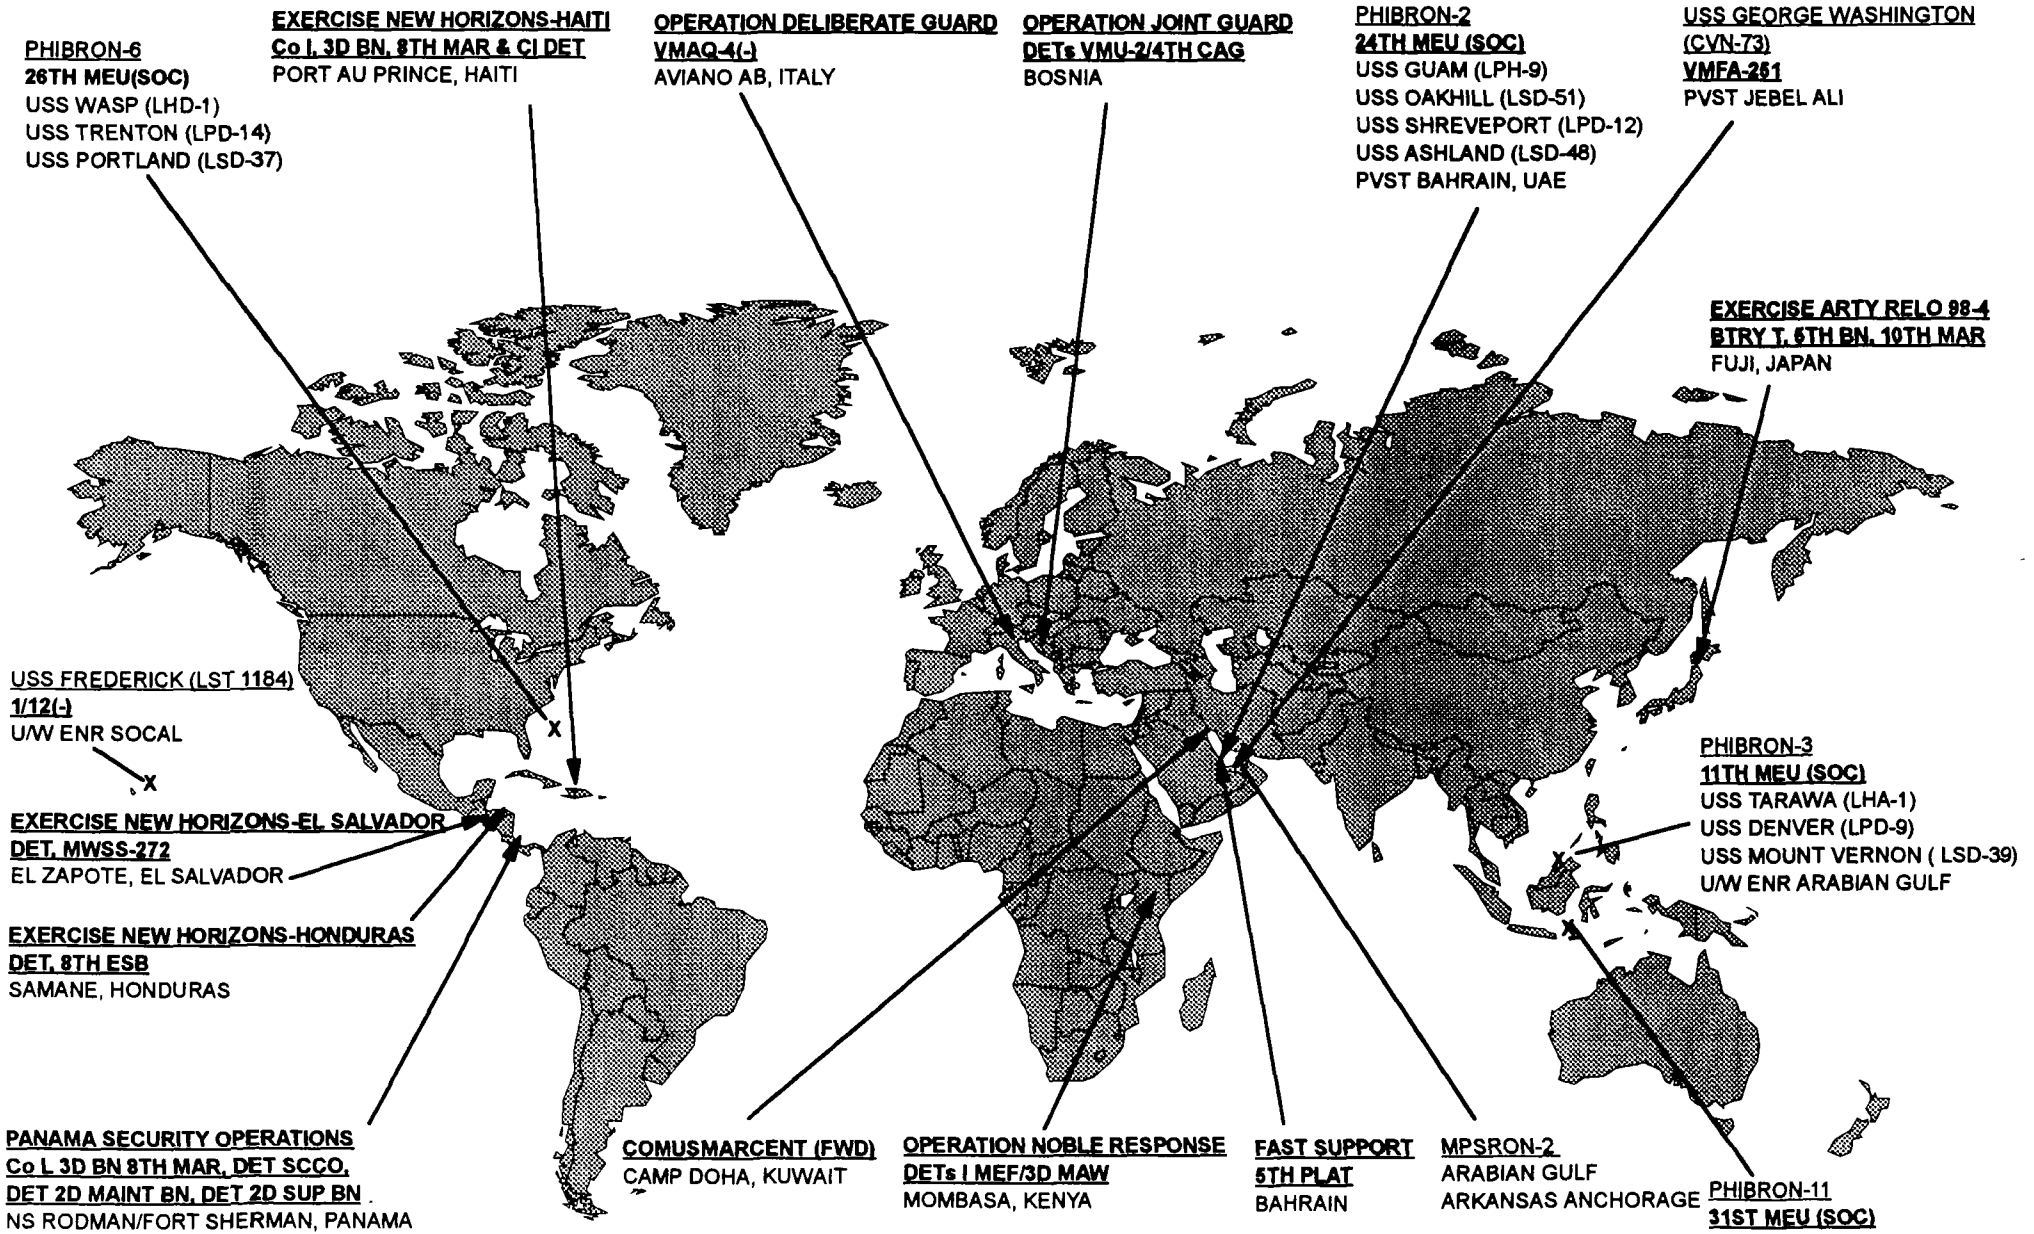 PHIBRON-6
26TH MEU(SOC)
USS WASP (LHD-1)
USS TRENTON (LPD-14)
USS PORTLAND (LSD-37)
EXERCISE NEW HORIZONS-HAITI
Co I, 3D BN, 8TH MAR & CI DET
PORT AU PRINCE, HAITI
OPERATION DELIBERATE GUARD
VMAQ-4(-)
AVIANO AB, ITALY
OPERATION JOINT GUARD
DETs VMU-2/4TH CAG
BOSNIA
PHIBRON-2
24TH MEU (SOC)
USS GUAM (LPH-9)
USS OAKHILL (LSD-51)
USS SHREVEPORT (LPD-12)
USS ASHLAND (LSD-48)
PVST BAHRAIN, UAE
USS GEORGE WASHINGTON
(CVN-73)
VMFA-251
PVST JEBEL ALI
EXERCISE ARTY RELO 98-4
BTRY T, 5TH BN, 10TH MAR
FUJI, JAPAN
USS FREDERICK (LST 1184)
1/12(-)
U/W ENR SOCAL
X
X
EXERCISE NEW HORIZONS-EL SALVADOR
DET, MWSS-272
EL ZAPOTE, EL SALVADOR
EXERCISE NEW HORIZONS-HONDURAS
DET, 8TH ESB
SAMANE, HONDURAS
PHIBRON-3
11TH MEU (SOC)
USS TARAWA (LHA-1)
USS DENVER (LPD-9)
USS MOUNT VERNON ( LSD-39)
U/W ENR ARABIAN GULF
X
X
PANAMA SECURITY OPERATIONS
Co L 3D BN 8TH MAR, DET SCCO,
DET 2D MAINT BN, DET 2D SUP BN
NS RODMAN/FORT SHERMAN, PANAMA
COMUSMARCENT (FWD)
CAMP DOHA, KUWAIT
OPERATION NOBLE RESPONSE
DETs I MEF/3D MAW
MOMBASA, KENYA
FAST SUPPORT
5TH PLAT
BAHRAIN
MPSRON-2
ARABIAN GULF
ARKANSAS ANCHORAGE
PHIBRON-11
31ST MEU (SOC)